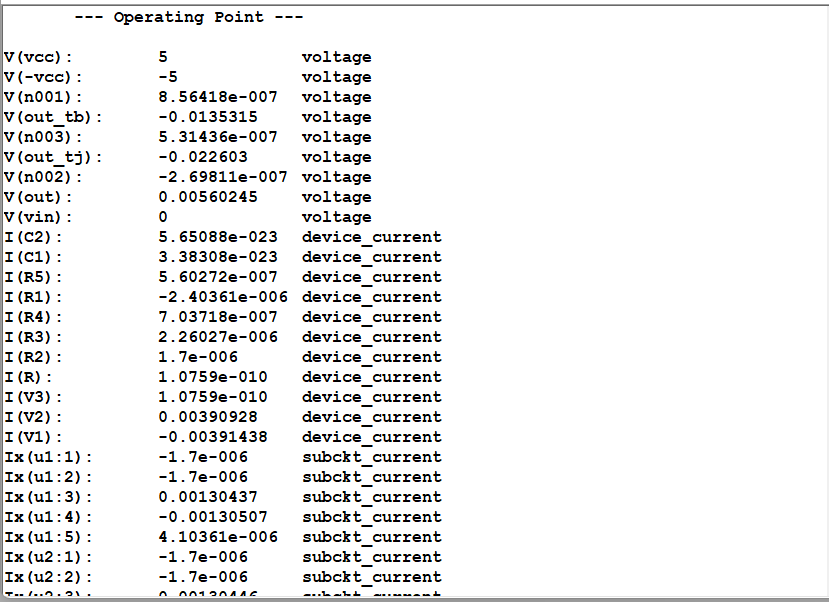 --- Operating Point ---
V(vcc): 5 voltage
V(-vcc): -5 voltage
V(n001): 8.56418e-007 voltage
V(out_tb): -0.0135315 voltage
V(n003): 5.31436e-007 voltage
V(out_tj): -0.022603 voltage
V(n002): -2.69811e-007 voltage
V(out): 0.00560245 voltage
V(vin): 0 voltage
I(C2): 5.65088e-023 device_current
I(C1): 3.38308e-023 device_current
I(R5): 5.60272e-007 device_current
I(R1): -2.40361e-006 device_current
I(R4): 7.03718e-007 device_current
I(R3): 2.26027e-006 device_current
I(R2): 1.7e-006 device_current
I(R): 1.0759e-010 device_current
I(V3): 1.0759e-010 device_current
I(V2): 0.00390928 device_current
I(V1): -0.00391438 device_current
Ix(u1:1): -1.7e-006 subckt_current
Ix(u1:2): -1.7e-006 subckt_current
Ix(u1:3): 0.00130437 subckt_current
Ix(u1:4): -0.00130507 subckt_current
Ix(u1:5): 4.10361e-006 subckt_current
Ix(u2:1): -1.7e-006 subckt_current
Ix(u2:2): -1.7e-006 subckt_current
Ix(u2:3): 0.00130446 subckt_current